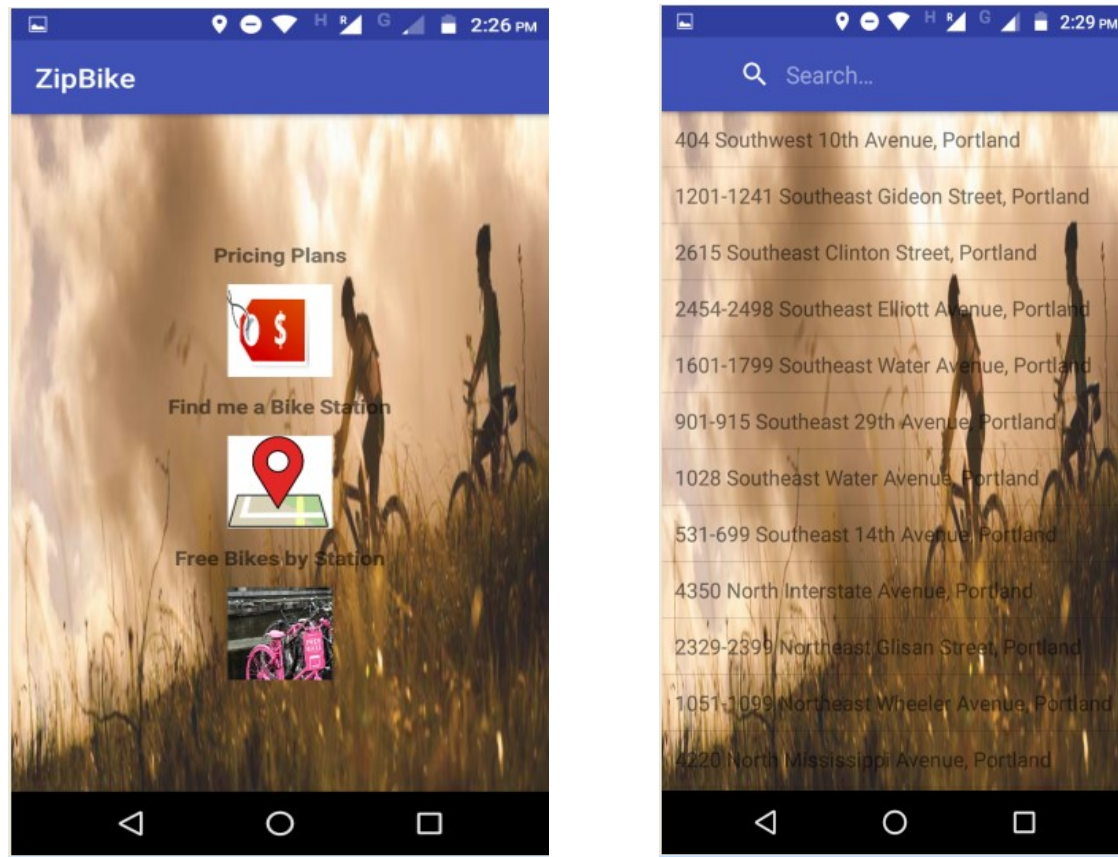 H R G 2:26 PM
ZipBike
Pricing Plans
$
Find me a Bike Station
Free Bikes by Station
H R G 2:29 PM
Search...
404 Southwest 10th Avenue, Portland
1201-1241 Southeast Gideon Street, Portland
2615 Southeast Clinton Street, Portland
2454-2498 Southeast Elliott Avenue, Portland
1601-1799 Southeast Water Avenue, Portland
901-915 Southeast 29th Avenue, Portland
1028 Southeast Water Avenue, Portland
531-699 Southeast 14th Avenue, Portland
4350 North Interstate Avenue, Portland
2329-2399 Northeast Glisan Street, Portland
1051-1099 Northeast Wheeler Avenue, Portland
4220 North Mississippi Avenue, Portland